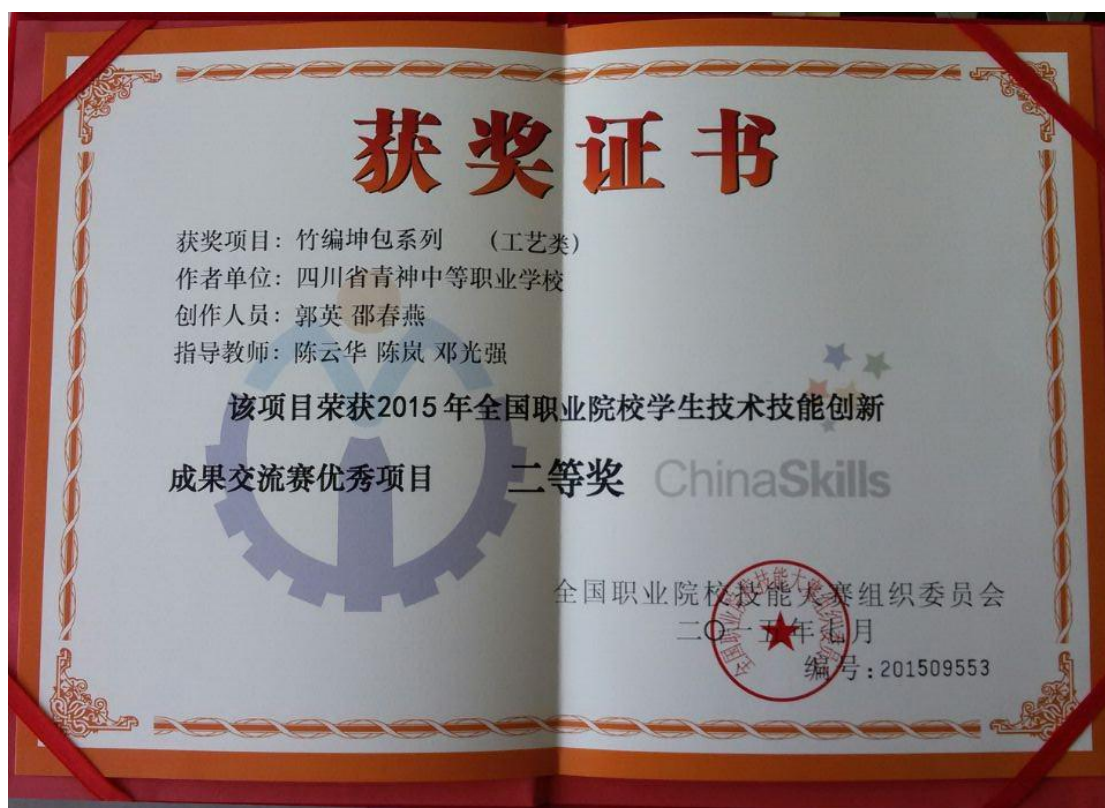 获奖证书
获奖项目：竹编坤包系列　（工艺类）
作者单位：四川省青神中等职业学校
创作人员：郭英 邵春燕
指导教师：陈云华 陈岚 邓光强
该项目荣获2015年全国职业院校学生技术技能创新
成果交流赛优秀项目　二等奖
ChinaSkills
全国职业院校技能大赛组织委员会
二〇一五年七月
编号：201509553